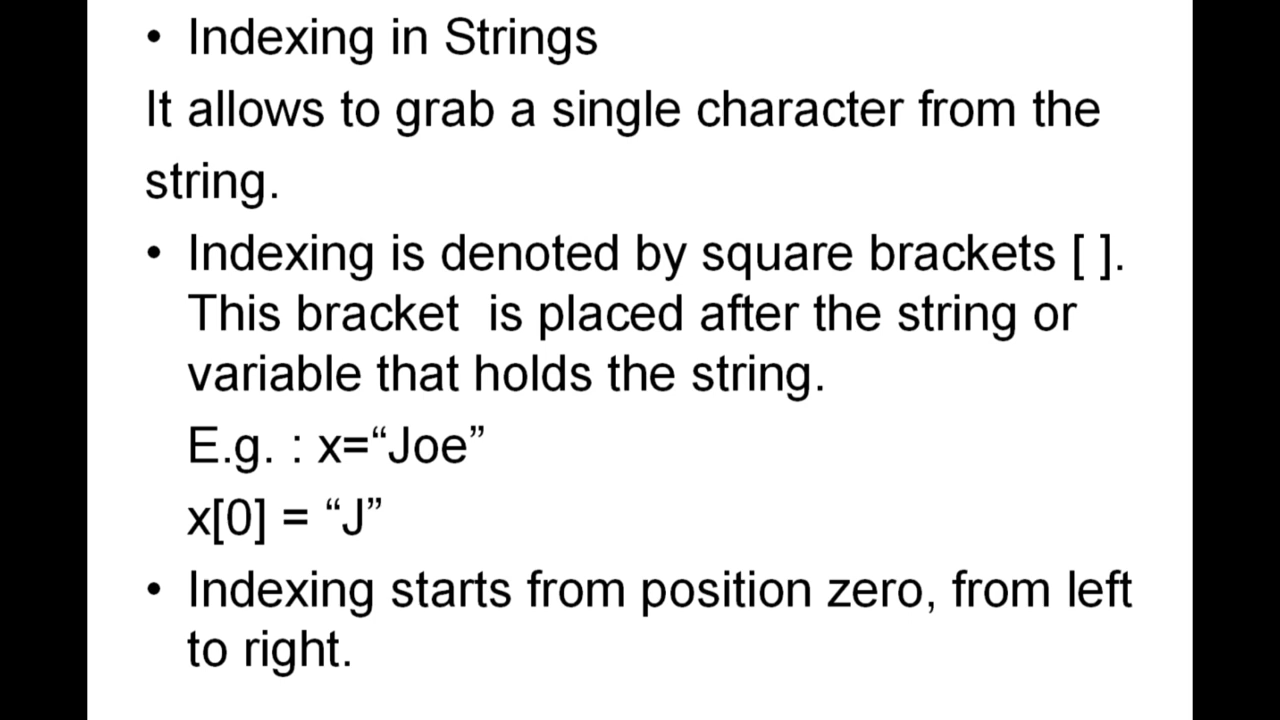 • Indexing in Strings
It allows to grab a single character from the
string.
• Indexing is denoted by square brackets [ ].
This bracket  is placed after the string or
variable that holds the string.
E.g. : x=“Joe”
x[0] = “J”
• Indexing starts from position zero, from left
to right.